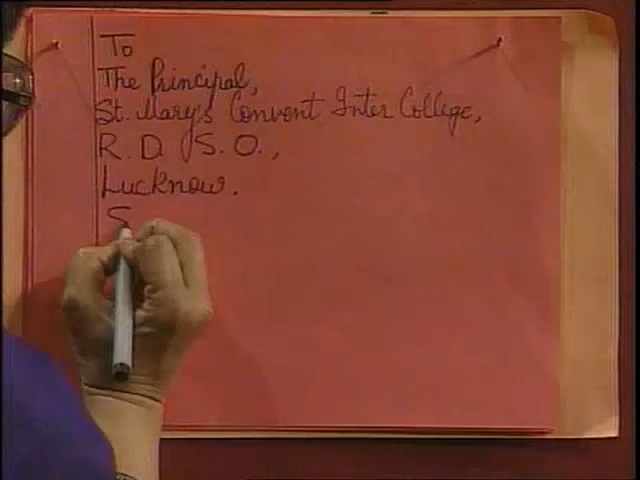 To
The Principal,
St. Mary's Convent Inter College,
R. D. S. O.,
Lucknow.
S